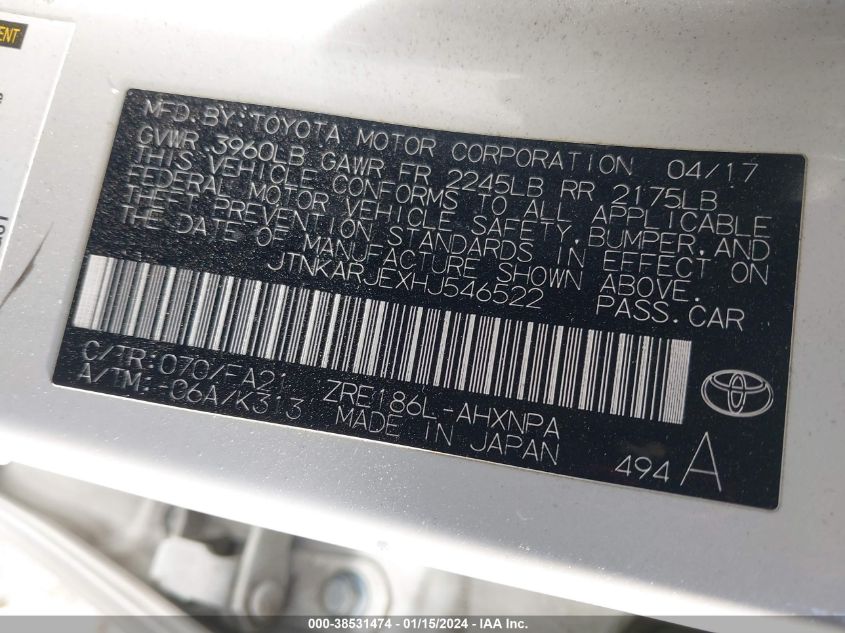 MFD.BY:TOYOTA MOTOR CORPORATION 04/17
GVWR 3960LB GAWR FR 2245LB RR 2175LB
THIS VEHICLE CONFORMS TO ALL APPLICABLE
FEDERAL MOTOR VEHICLE SAFETY,BUMPER,AND
THEFT PREVENTION STANDARDS IN EFFECT ON
THE DATE OF MANUFACTURE SHOWN ABOVE.
JTNKARJEXHJ546522 PASS.CAR
C/TR:070/FA21 ZRE186L-AHXNPA
A/TM:-C6A/K313 MADE IN JAPAN
494 A
000-38531474 - 01/15/2024 - IAA Inc.